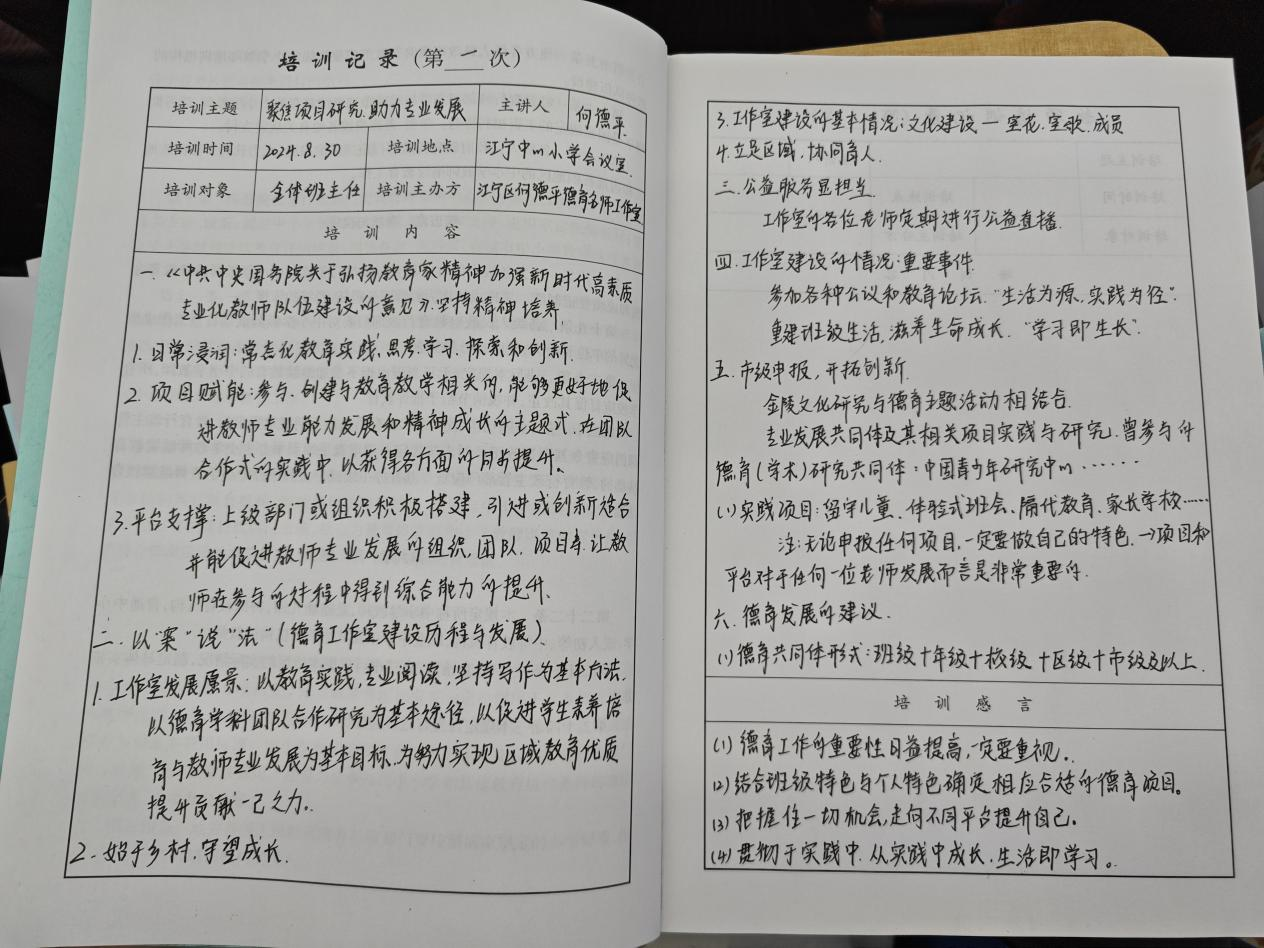 培训记录(第 一 次)
培训主题 聚焦项目研究,助力专业发展 主讲人 何德平
培训时间 2024.8.30 培训地点 江宁中心小学会议室.
培训对象 全体班主任 培训主办方 江宁区何德平德育名师工作室
培 训 内 容
一.《中共中央国务院关于弘扬教育家精神加强新时代高素质
专业化教师队伍建设的意见》.坚持精神培养.
1.日常浸润:常态化教育实践,思考.学习.探索和创新.
2.项目赋能:参与.创建与教育教学相关的,能够更好地促
进教师专业能力发展和精神成长的主题式.在团队
合作式的实践中.以获得各方面的同步提升。
3.平台支撑:上级部门或组织积极搭建,引进或创新适合
并能促进教师专业发展的组织,团队.项目等.让教
师在参与的过程中得到综合能力的提升.
二.以"案"说"法"(德育工作室建设历程与发展).
1.工作室发展愿景:以教育实践,专业阅读,坚持写作为基本方法.
以德育学科团队合作研究为基本途径,以促进学生素养培
育与教师专业发展为基本目标.为努力实现区域教育优质
提升贡献一己之力。
2.始于乡村.守望成长.
3.工作室建设的基本情况:文化建设—室花.室歌.成员
4.立足区域,协同育人.
三.公益服务显担当.
工作室的各位老师定期进行公益直播.
四.工作室建设的情况:重要事件.
参加各种会议和教育论坛."生活为源,实践为径".
重建班级生活.滋养生命成长."学习即生长".
五.市级申报,开拓创新.
金陵文化研究与德育主题活动相结合.
专业发展共同体及其相关项目实践与研究.曾参与的
德育(学术)研究共同体:中国青少年研究中心······
(1)实践项目:留守儿童、体验式班会、隔代教育、家长学校······
注:无论申报任何项目,一定要做自己的特色.→项目和
平台对于任何一位老师发展而言是非常重要的.
六.德育发展的建议.
(1)德育共同体形式:班级+年级+校级+区级+市级及以上.
培 训 感 言
(1)德育工作的重要性日益提高,一定要重视。
(2)结合班级特色与个人特色确定相应合适的德育项目。
(3)把握住一切机会,走向不同平台提升自己。
(4)贯彻于实践中.从实践中成长.生活即学习。